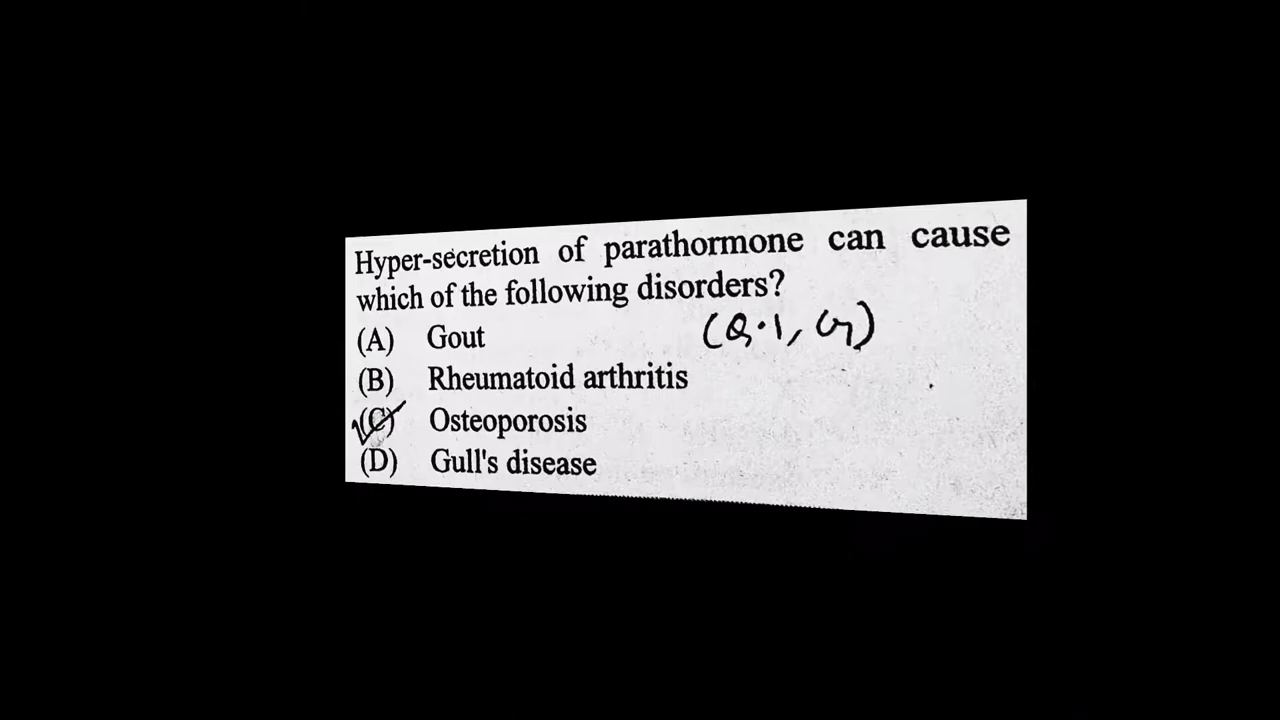 Hyper-secretion of parathormone can cause
which of the following disorders?
(A) Gout (Q.1, G)
(B) Rheumatoid arthritis
(C) Osteoporosis
(D) Gull's disease